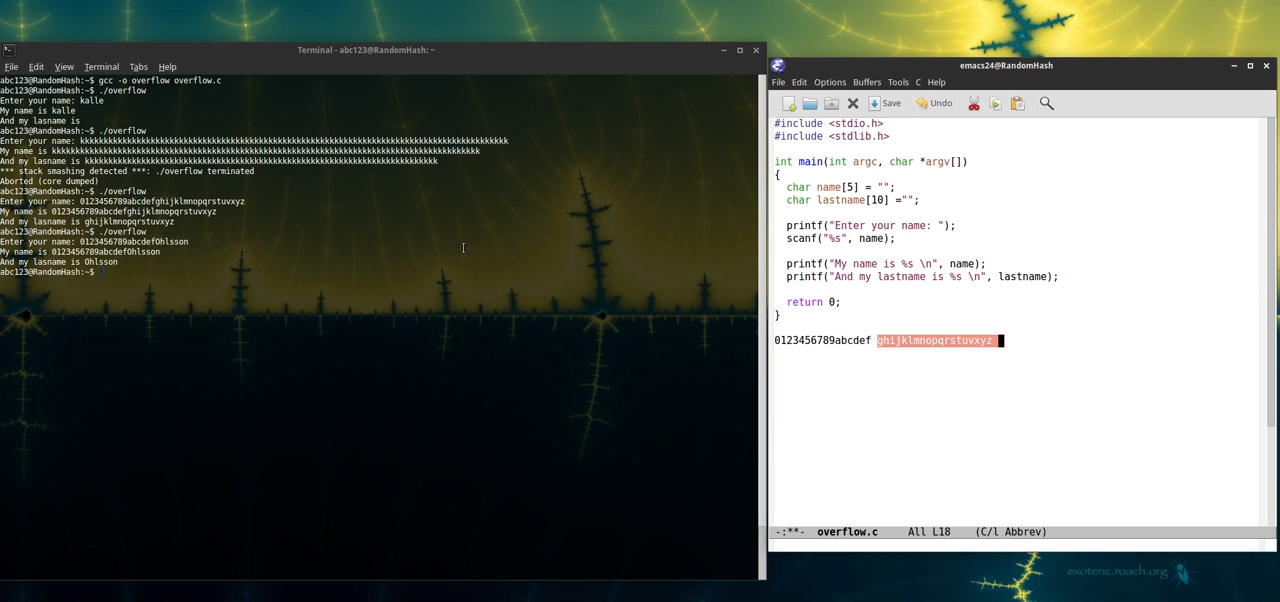 Terminal - abc123@RandomHash: ~
File Edit View Terminal Tabs Help
abc123@RandomHash:~$ gcc -o overflow overflow.c
abc123@RandomHash:~$ ./overflow
Enter your name: kalle
My name is kalle
And my lasname is
abc123@RandomHash:~$ ./overflow
Enter your name: kkkkkkkkkkkkkkkkkkkkkkkkkkkkkkkkkkkkkkkkkkkkkkkkkkkkkkkkkkkkkkkkkkkkkkkkkkkkkkkkkkkkkkkkkkk
My name is kkkkkkkkkkkkkkkkkkkkkkkkkkkkkkkkkkkkkkkkkkkkkkkkkkkkkkkkkkkkkkkkkkkkkkkkkkkkkkkkkkkkkkkkkkk
And my lasname is kkkkkkkkkkkkkkkkkkkkkkkkkkkkkkkkkkkkkkkkkkkkkkkkkkkkkkkkkkkkkkkkkkkkkkkkkkk
*** stack smashing detected ***: ./overflow terminated
Aborted (core dumped)
abc123@RandomHash:~$ ./overflow
Enter your name: 0123456789abcdefghijklmnopqrstuvxyz
My name is 0123456789abcdefghijklmnopqrstuvxyz
And my lasname is ghijklmnopqrstuvxyz
abc123@RandomHash:~$ ./overflow
Enter your name: 0123456789abcdefOhlsson
My name is 0123456789abcdefOhlsson
And my lasname is Ohlsson
abc123@RandomHash:~$
emacs24@RandomHash
File Edit Options Buffers Tools C Help
Save Undo
#include <stdio.h>
#include <stdlib.h>
int main(int argc, char *argv[])
{
char name[5] = "";
char lastname[10] ="";
printf("Enter your name: ");
scanf("%s", name);
printf("My name is %s \n", name);
printf("And my lastname is %s \n", lastname);
return 0;
}
0123456789abcdef ghijklmnopqrstuvxyz
-:**- overflow.c All L18 (C/l Abbrev)
exoteric.roach.org